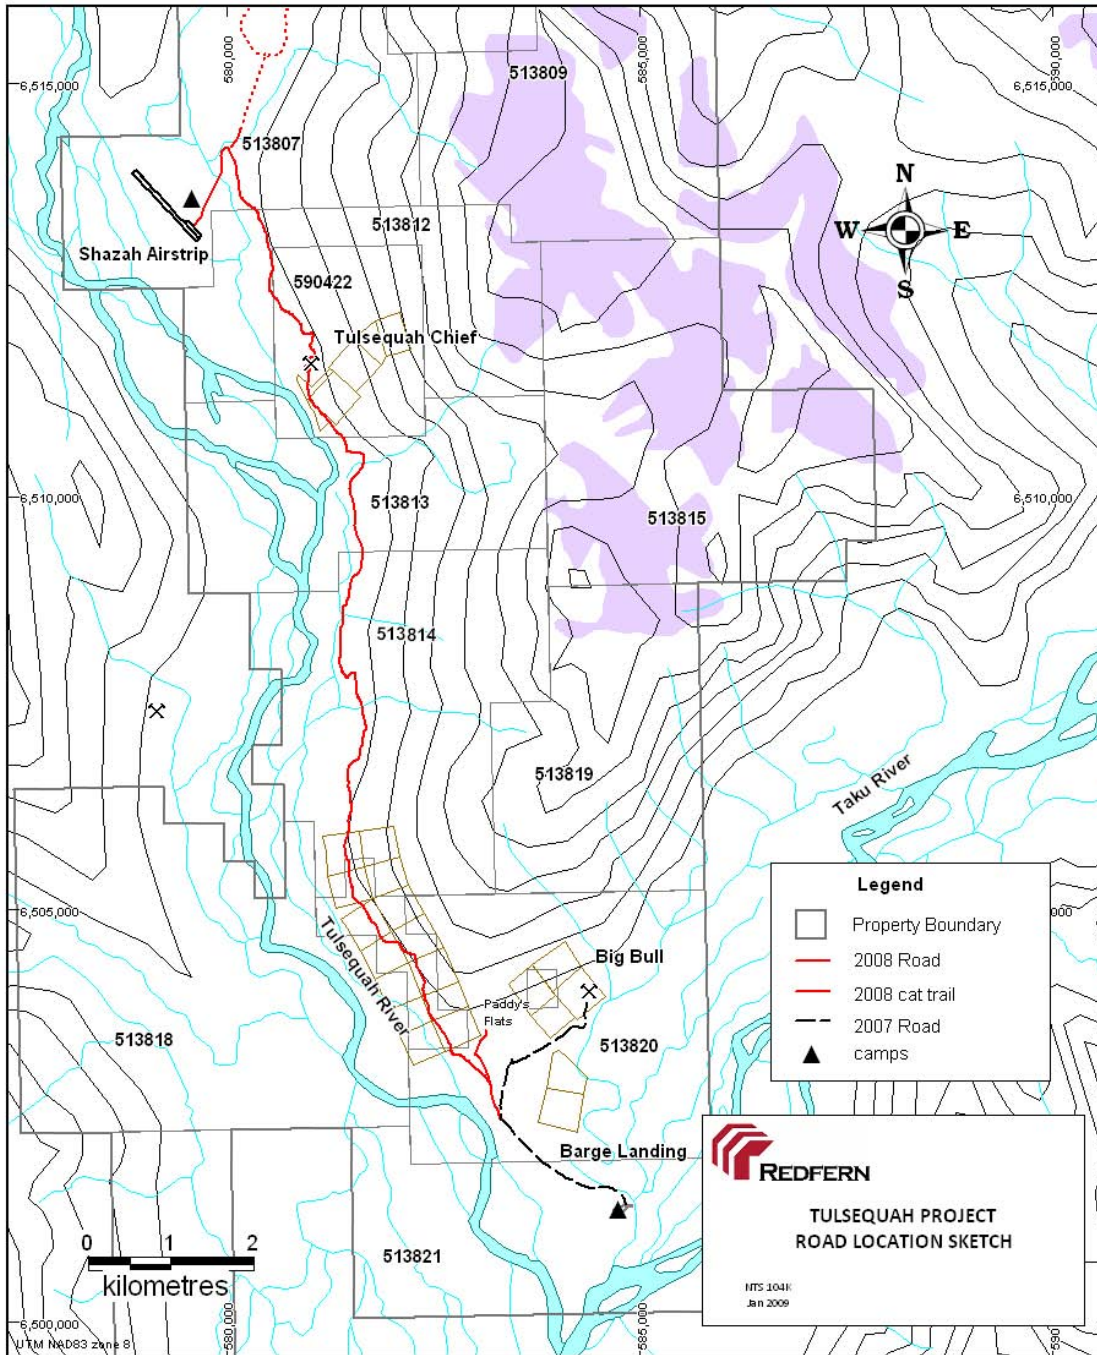 580,000
585,000
590,000
6,515,000
6,515,000
513809
513807
N
W
E
S
513812
Shazah Airstrip
590422
Tulsequah Chief
6,510,000
6,510,000
513813
513815
513814
513819
Taku River
Legend
Property Boundary
2008 Road
2008 cat trail
2007 Road
camps
6,505,000
000
Tulsequah River
Big Bull
Paddy's
Flats
513818
513820
Barge Landing
REDFERN
TULSEQUAH PROJECT
ROAD LOCATION SKETCH
NTS 104K
Jan 2009
0 1 2
kilometres
513821
6,500,000
580,000
585,000
590
UTM NAD83 zone 8